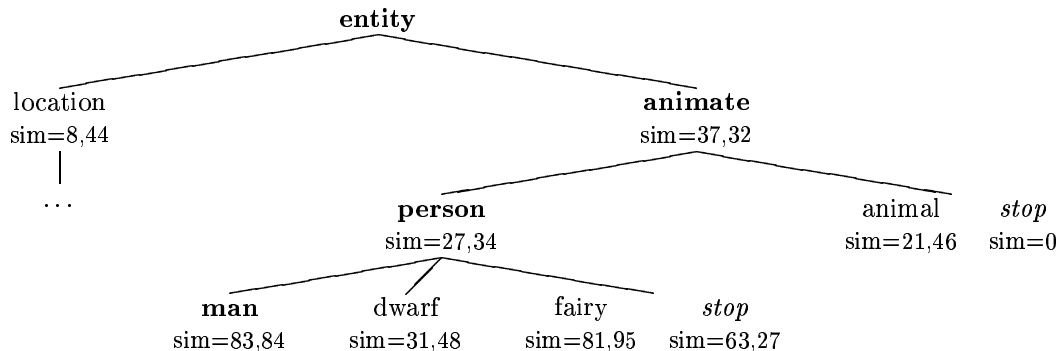 entity
location animate
sim=8,44 sim=37,32
...
person animal stop
sim=27,34 sim=21,46 sim=0
man dwarf fairy stop
sim=83,84 sim=31,48 sim=81,95 sim=63,27